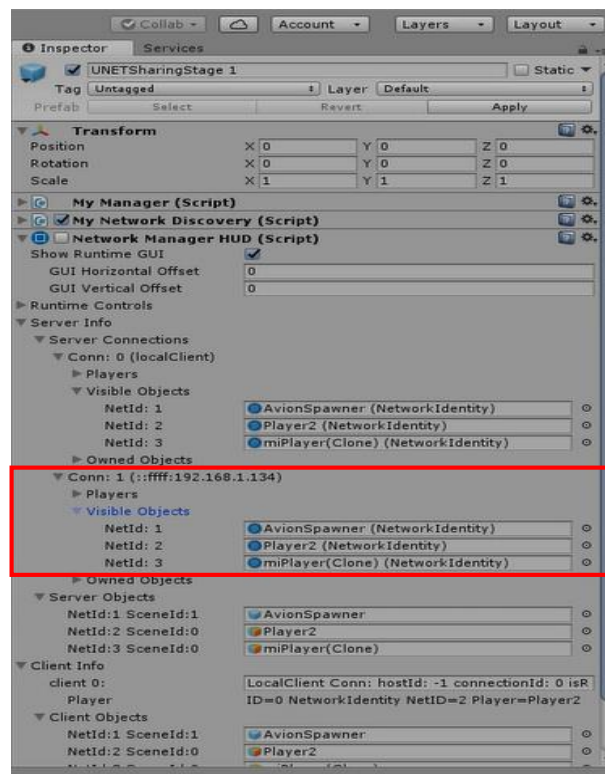 Collab Account Layers Layout
Inspector Services
UNETSharingStage 1 Static
Tag Untagged Layer Default
Prefab Select Revert Apply
Transform
Position X 0 Y 0 Z 0
Rotation X 0 Y 0 Z 0
Scale X 1 Y 1 Z 1
My Manager (Script)
My Network Discovery (Script)
Network Manager HUD (Script)
Show Runtime GUI
GUI Horizontal Offset 0
GUI Vertical Offset 0
Runtime Controls
Server Info
Server Connections
Conn: 0 (localClient)
Players
Visible Objects
NetId: 1 AvionSpawner (NetworkIdentity)
NetId: 2 Player2 (NetworkIdentity)
NetId: 3 miPlayer(Clone) (NetworkIdentity)
Owned Objects
Conn: 1 (::ffff:192.168.1.134)
Players
Visible Objects
NetId: 1 AvionSpawner (NetworkIdentity)
NetId: 2 Player2 (NetworkIdentity)
NetId: 3 miPlayer(Clone) (NetworkIdentity)
Owned Objects
Server Objects
NetId:1 SceneId:1 AvionSpawner
NetId:2 SceneId:0 Player2
NetId:3 SceneId:0 miPlayer(Clone)
Client Info
client 0: LocalClient Conn: hostId: -1 connectionId: 0 isR
Player ID=0 NetworkIdentity NetID=2 Player=Player2
Client Objects
NetId:1 SceneId:1 AvionSpawner
NetId:2 SceneId:0 Player2